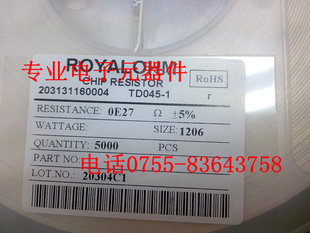 ROYALOHM
专业电子元器件
CHIP RESISTOR
RoHS
203131160004 TD045-1 r
RESISTANCE: 0E27 Ω ±5%
WATTAGE: SIZE: 1206
QUANTITY: 5000 PCS
PART NO
电话0755-83643758
LOT.NO.: 20304C1